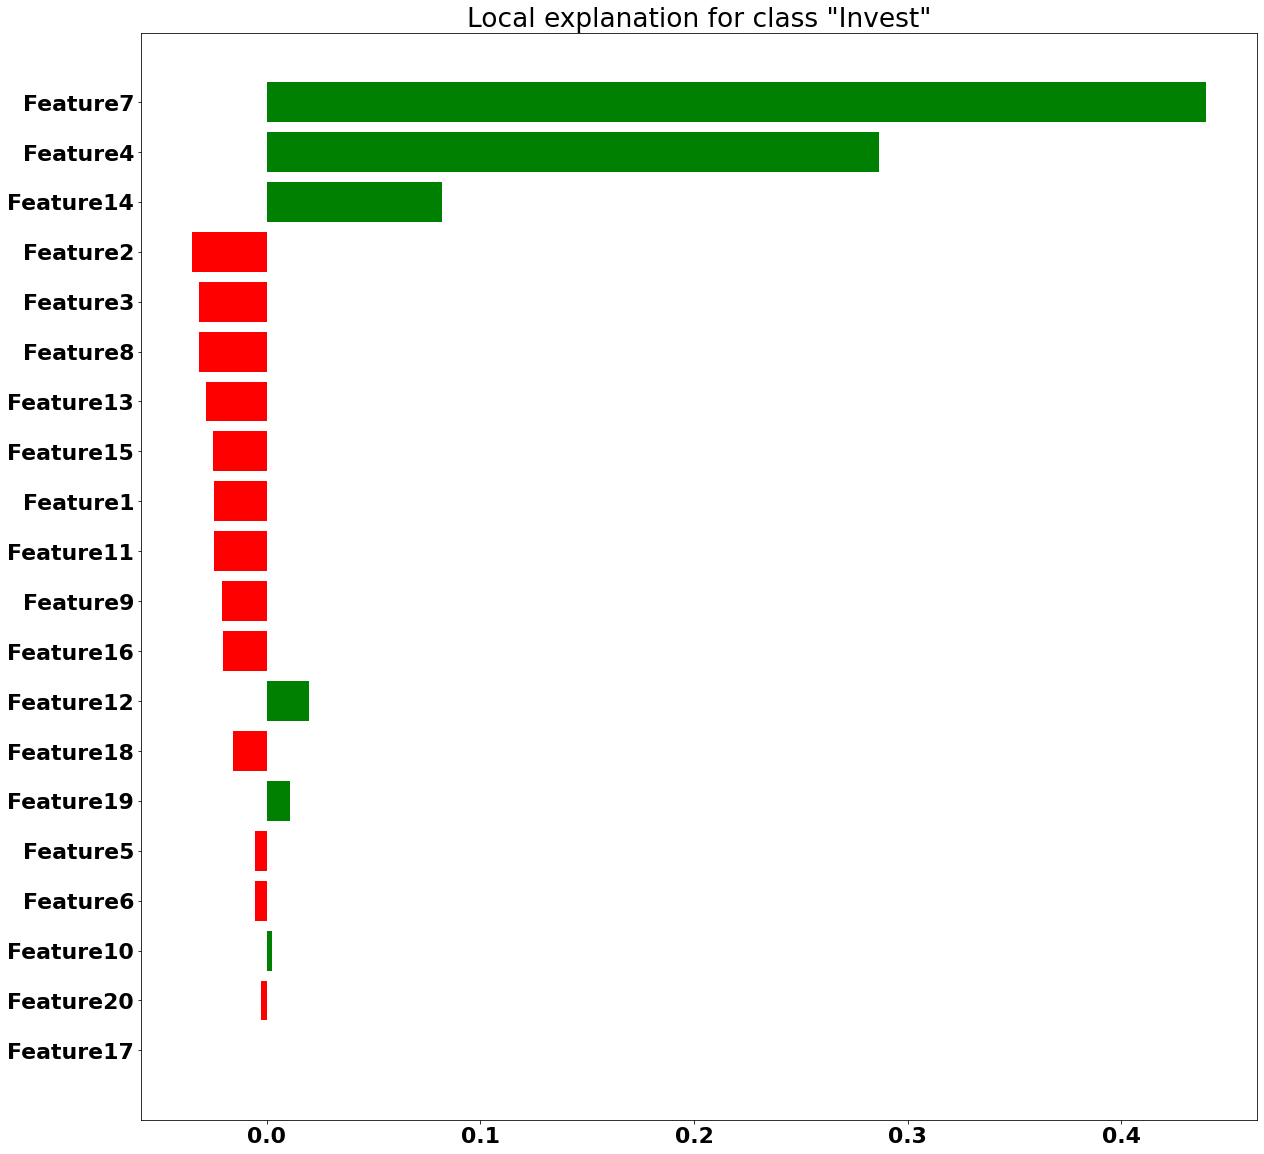 Local explanation for class "Invest"
Feature7
Feature4
Feature14
Feature2
Feature3
Feature8
Feature13
Feature15
Feature1
Feature11
Feature9
Feature16
Feature12
Feature18
Feature19
Feature5
Feature6
Feature10
Feature20
Feature17
0.0 0.1 0.2 0.3 0.4